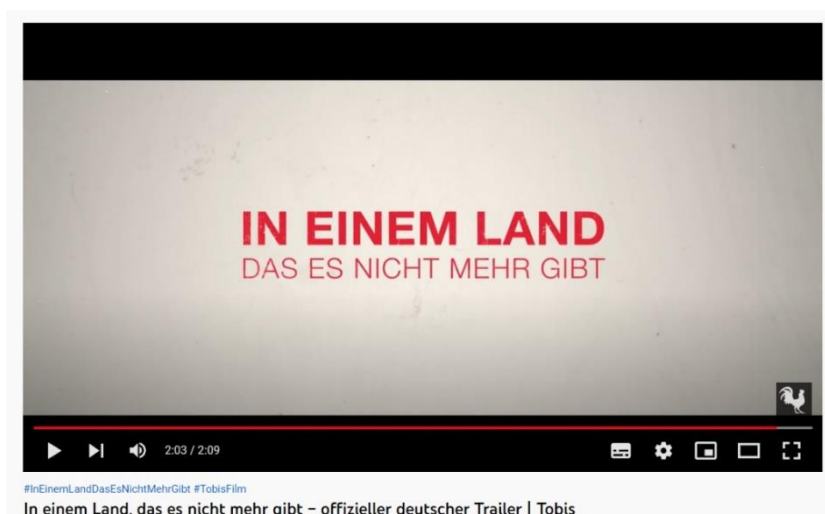 IN EINEM LAND
DAS ES NICHT MEHR GIBT
2:03 / 2:09
#InEinemLandDasEsNichtMehrGibt #TobisFilm
In einem Land, das es nicht mehr gibt – offizieller deutscher Trailer | Tobis